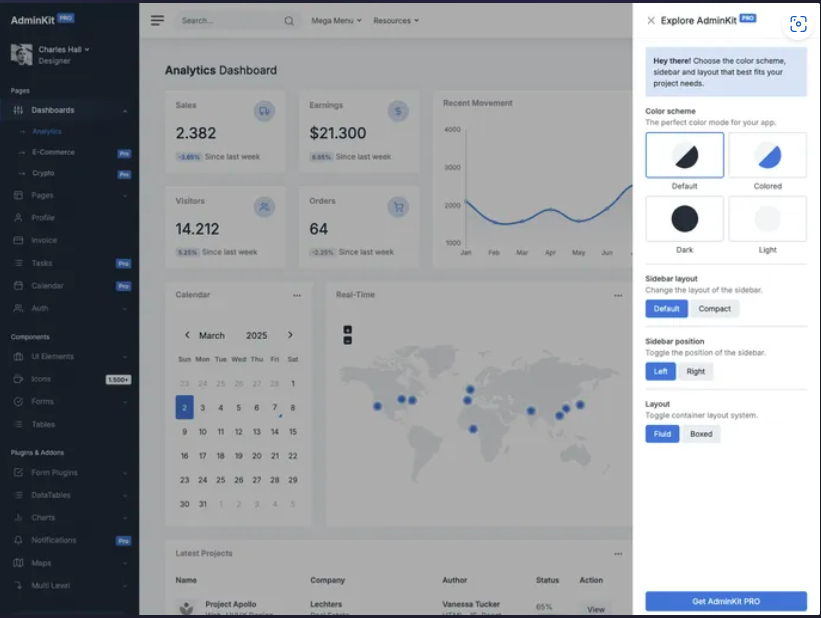 AdminKit PRO
Charles Hall
Designer
Pages
Dashboards
Analytics
E-Commerce Pro
Crypto Pro
Pages
Profile
Invoice
Tasks Pro
Calendar Pro
Auth
Components
UI Elements
Icons 1.500+
Forms
Tables
Plugins & Addons
Form Plugins
DataTables
Charts
Notifications Pro
Maps
Multi Level
Search...
Mega Menu
Resources
Analytics Dashboard
Sales
2.382
-3.65% Since last week
Earnings
$21.300
6.65% Since last week
Visitors
14.212
5.25% Since last week
Orders
64
-2.25% Since last week
Recent Movement
4000
3000
2000
1000
Jan Feb Mar Apr May Jun
Calendar
March 2025
Sun Mon Tue Wed Thu Fri Sat
23 24 25 26 27 28 1
2 3 4 5 6 7 8
9 10 11 12 13 14 15
16 17 18 19 20 21 22
23 24 25 26 27 28 29
30 31 1 2 3 4 5
Real-Time
+
−
Latest Projects
Name Company Author Status Action
Project Apollo Lechters Vanessa Tucker 65% View
Explore AdminKit PRO
Hey there! Choose the color scheme,
sidebar and layout that best fits your
project needs.
Color scheme
The perfect color mode for your app.
Default Colored
Dark Light
Sidebar layout
Change the layout of the sidebar.
Default Compact
Sidebar position
Toggle the position of the sidebar.
Left Right
Layout
Toggle container layout system.
Fluid Boxed
Get AdminKit PRO